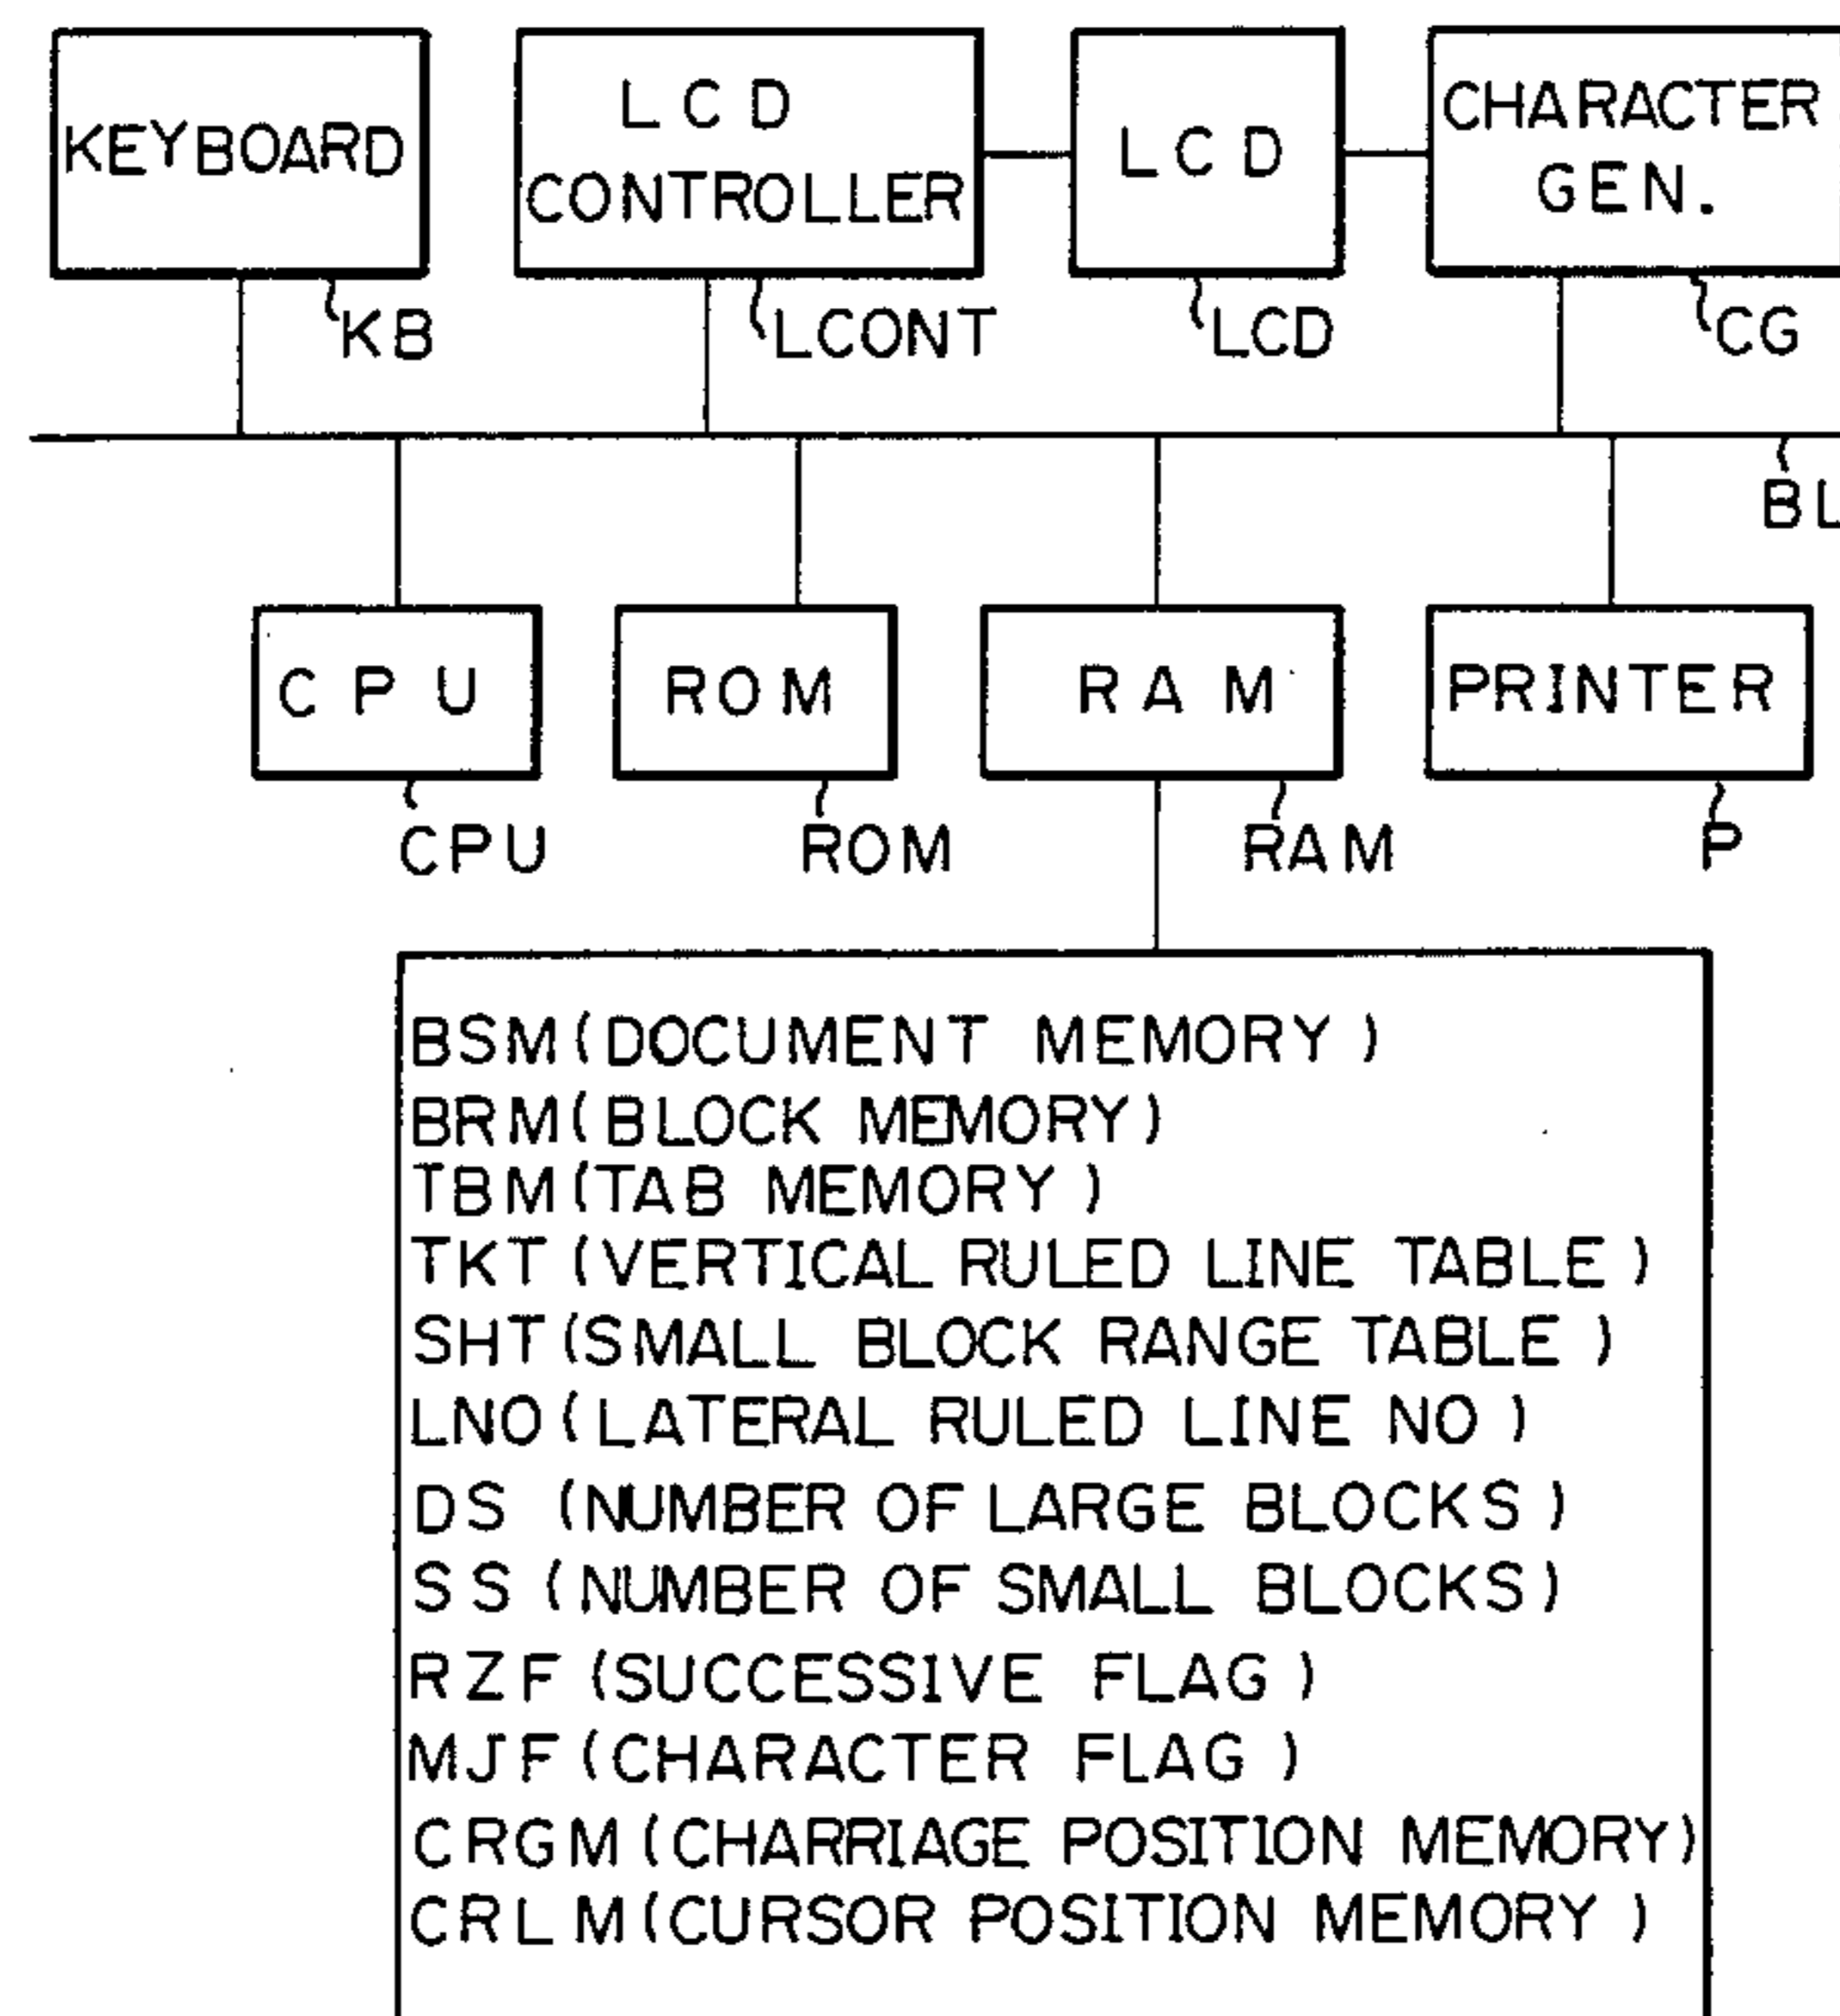 KEYBOARD
LCD
CONTROLLER
LCD
CHARACTER
GEN.
KB
LCONT
LCD
CG
BL
CPU
ROM
RAM
PRINTER
CPU
ROM
RAM
P
BSM(DOCUMENT MEMORY)
BRM(BLOCK MEMORY)
TBM(TAB MEMORY)
TKT(VERTICAL RULED LINE TABLE)
SHT(SMALL BLOCK RANGE TABLE)
LNO(LATERAL RULED LINE NO)
DS (NUMBER OF LARGE BLOCKS)
SS (NUMBER OF SMALL BLOCKS)
RZF (SUCCESSIVE FLAG)
MJF (CHARACTER FLAG)
CRGM(CHARRIAGE POSITION MEMORY)
CRLM(CURSOR POSITION MEMORY)